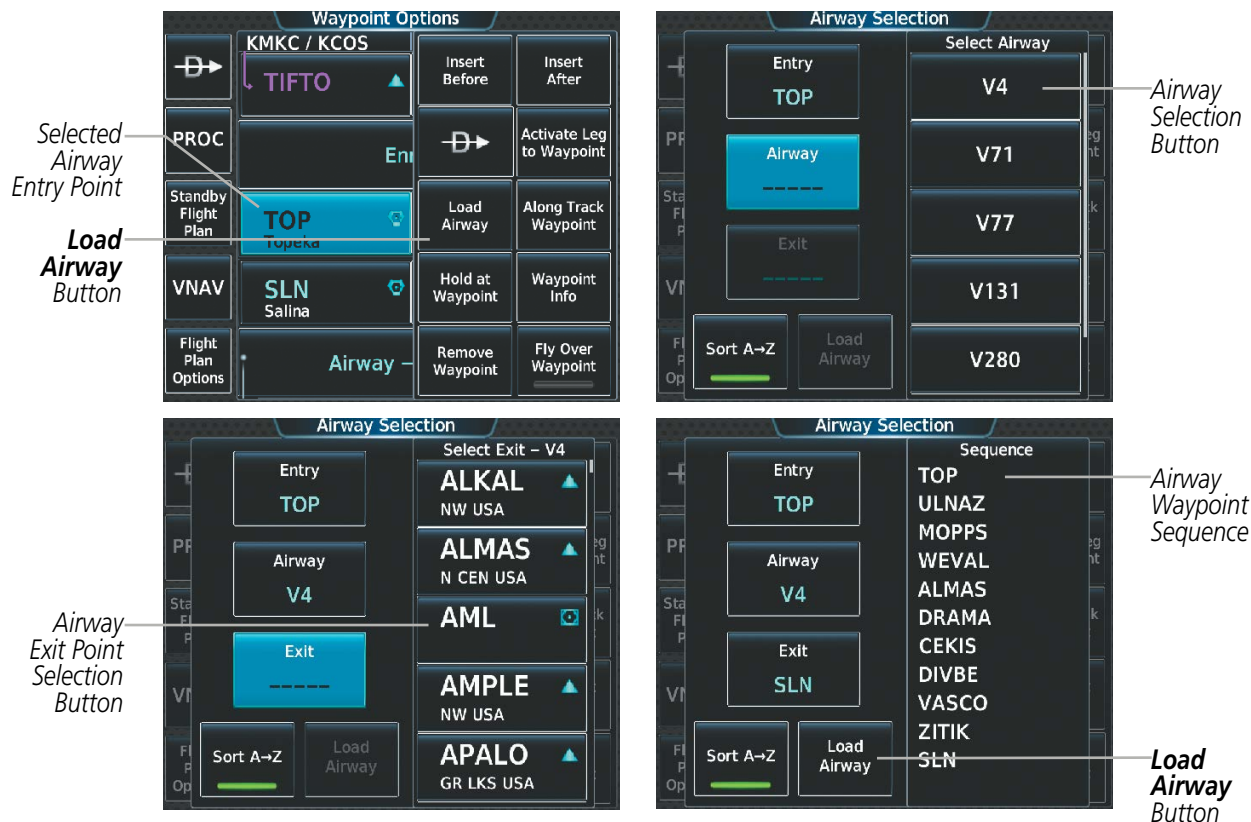 Waypoint Options
KMKC / KCOS
TIFTO
Insert
Before
Insert
After
PROC
Enr
Activate Leg
to Waypoint
Standby
Flight
Plan
TOP
Topeka
Load
Airway
Along Track
Waypoint
VNAV
SLN
Salina
Hold at
Waypoint
Waypoint
Info
Flight
Plan
Options
Airway –
Remove
Waypoint
Fly Over
Waypoint
Selected
Airway
Entry Point
Load
Airway
Button
Airway Selection
Entry
TOP
Airway
_____
Exit
_____
Sort A→Z
Load
Airway
Select Airway
V4
V71
V77
V131
V280
Airway
Selection
Button
Airway Selection
Entry
TOP
Airway
V4
Exit
_____
Sort A→Z
Load
Airway
Select Exit – V4
ALKAL
NW USA
ALMAS
N CEN USA
AML
AMPLE
NW USA
APALO
GR LKS USA
Airway
Exit Point
Selection
Button
Airway Selection
Entry
TOP
Airway
V4
Exit
SLN
Sort A→Z
Load
Airway
Sequence
TOP
ULNAZ
MOPPS
WEVAL
ALMAS
DRAMA
CEKIS
DIVBE
VASCO
ZITIK
SLN
Airway
Waypoint
Sequence
Load
Airway
Button